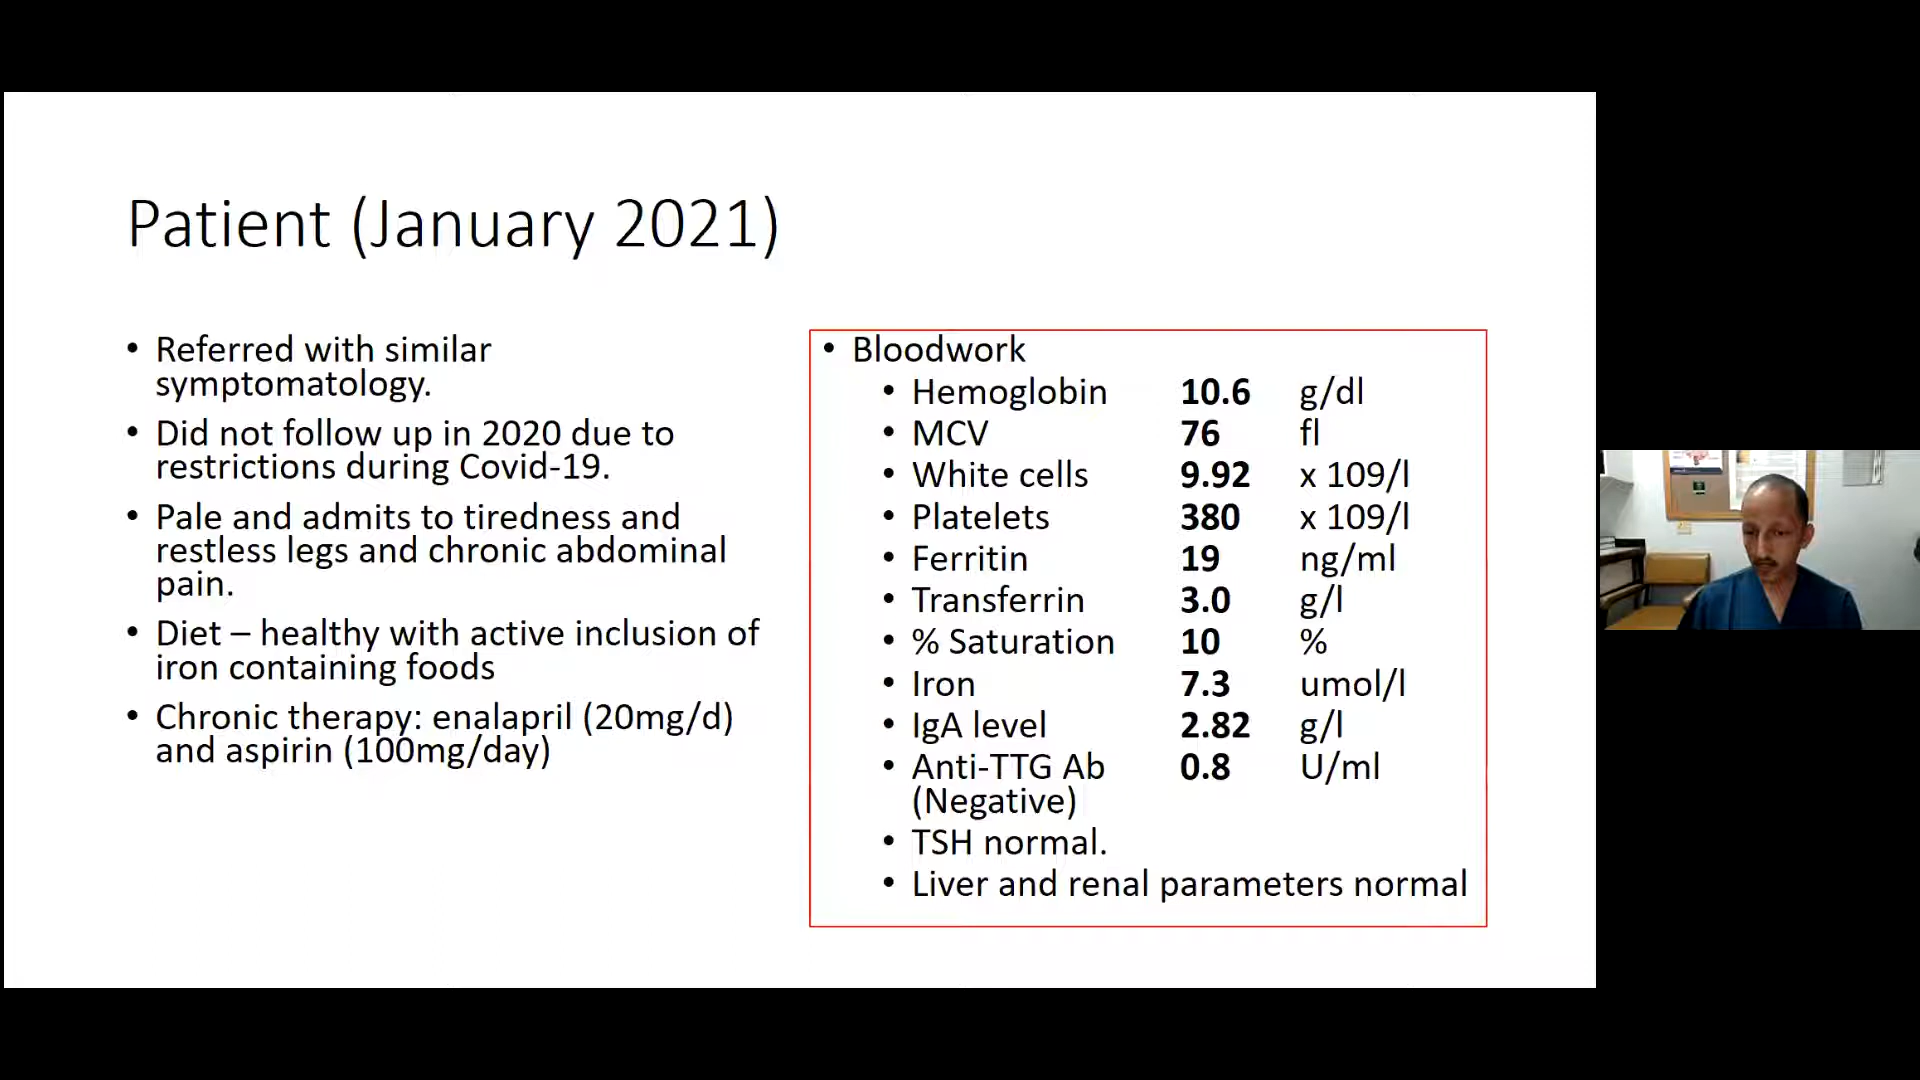 Patient (January 2021)
• Referred with similar
symptomatology.
• Did not follow up in 2020 due to
restrictions during Covid-19.
• Pale and admits to tiredness and
restless legs and chronic abdominal
pain.
• Diet – healthy with active inclusion of
iron containing foods
• Chronic therapy: enalapril (20mg/d)
and aspirin (100mg/day)
• Bloodwork
• Hemoglobin 10.6 g/dl
• MCV 76 fl
• White cells 9.92 x 109/l
• Platelets 380 x 109/l
• Ferritin 19 ng/ml
• Transferrin 3.0 g/l
• % Saturation 10 %
• Iron 7.3 umol/l
• IgA level 2.82 g/l
• Anti-TTG Ab 0.8 U/ml
(Negative)
• TSH normal.
• Liver and renal parameters normal